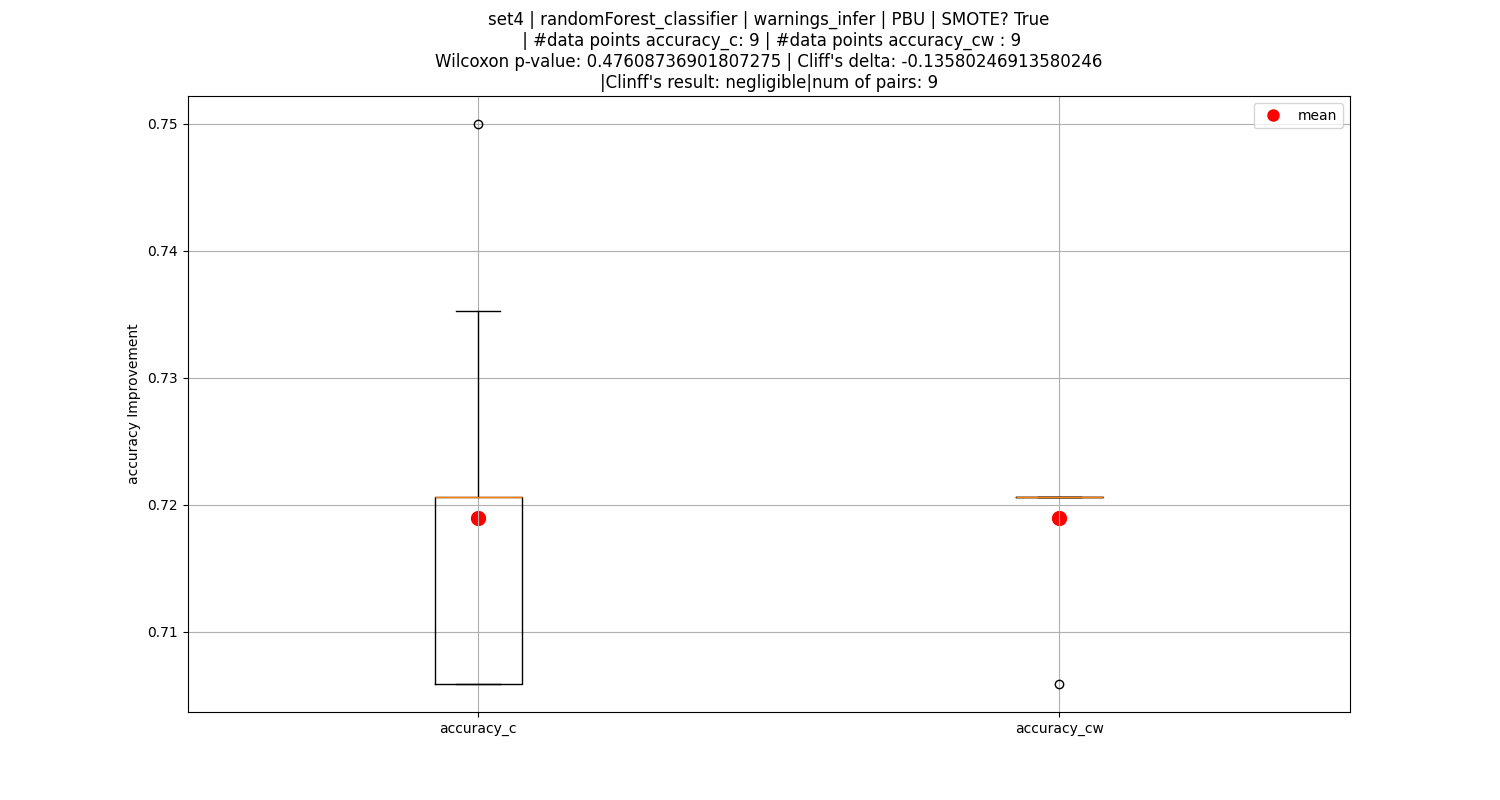 set4 | randomForest_classifier | warnings_infer | PBU | SMOTE? True
| #data points accuracy_c: 9 | #data points accuracy_cw : 9
Wilcoxon p-value: 0.47608736901807275 | Cliff's delta: -0.13580246913580246
|Clinff's result: negligible|num of pairs: 9
mean
0.75
0.74
0.73
0.72
0.71
accuracy Improvement
accuracy_c
accuracy_cw